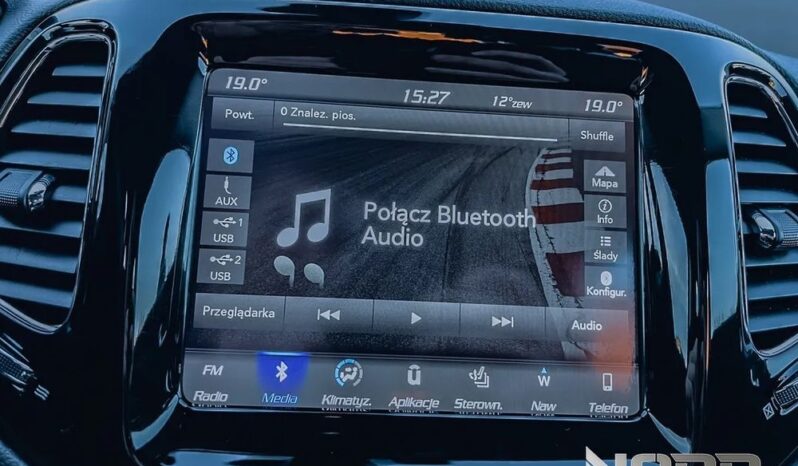 19.0° 15:27 12°zew 19.0°
Powt. 0 Znalez. pios. Shuffle
AUX
1
USB
2
USB
Połącz Bluetooth
Audio
Mapa
Info
Ślady
Konfigur.
Przeglądarka Audio
FM W
Radio Media Klimatyz. Aplikacje Sterown. Naw Telefon